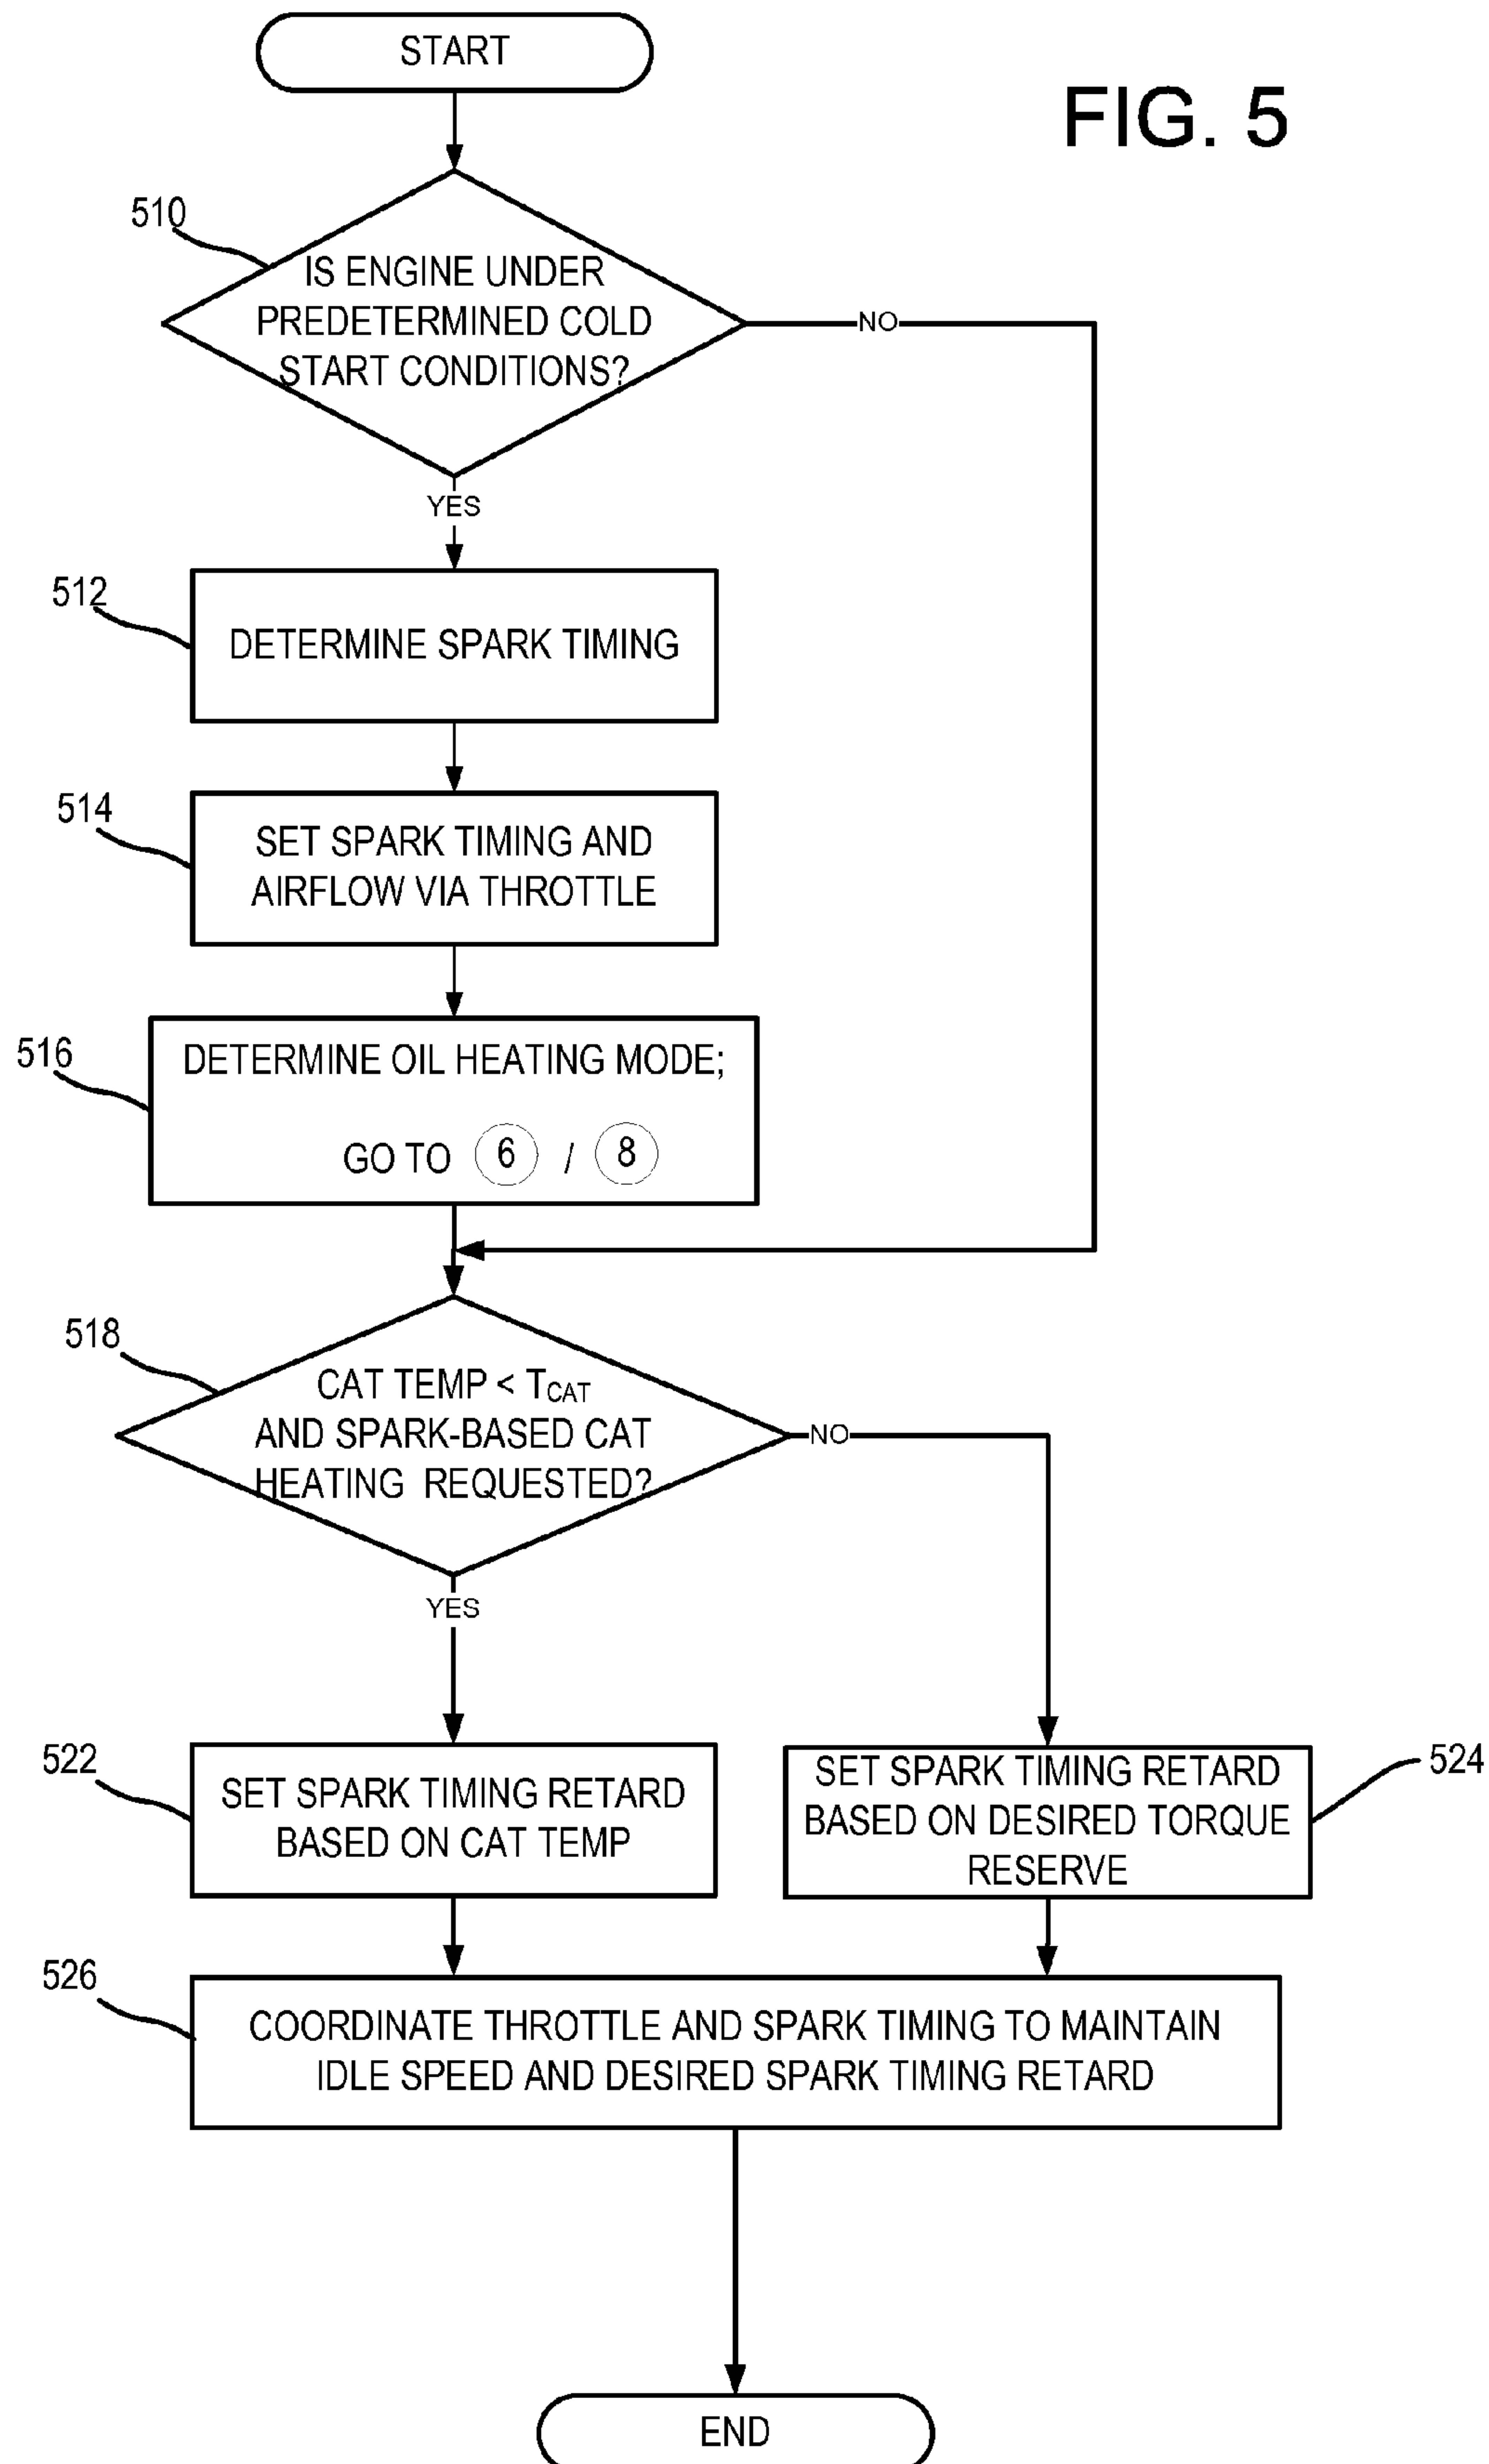 START
FIG. 5
510
IS ENGINE UNDER
PREDETERMINED COLD
START CONDITIONS?
NO
YES
512
DETERMINE SPARK TIMING
514
SET SPARK TIMING AND
AIRFLOW VIA THROTTLE
516
DETERMINE OIL HEATING MODE;
GO TO 6 / 8
518
CAT TEMP < TCAT
AND SPARK-BASED CAT
HEATING REQUESTED?
NO
YES
522
SET SPARK TIMING RETARD
BASED ON CAT TEMP
SET SPARK TIMING RETARD
BASED ON DESIRED TORQUE
RESERVE
524
526
COORDINATE THROTTLE AND SPARK TIMING TO MAINTAIN
IDLE SPEED AND DESIRED SPARK TIMING RETARD
END